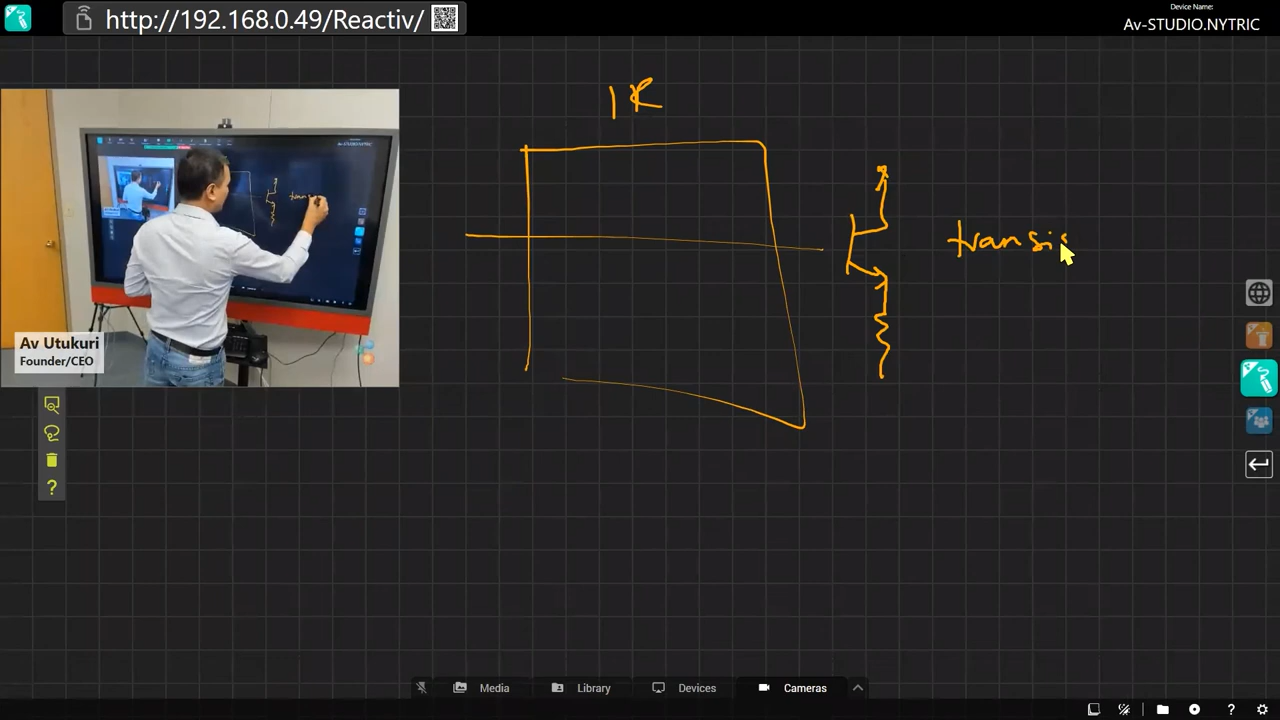 http://192.168.0.49/Reactiv/
Device Name:
Av-STUDIO.NYTRIC
1K
transis
Av Utukuri
Founder/CEO
?
Media
Library
Devices
Cameras
?